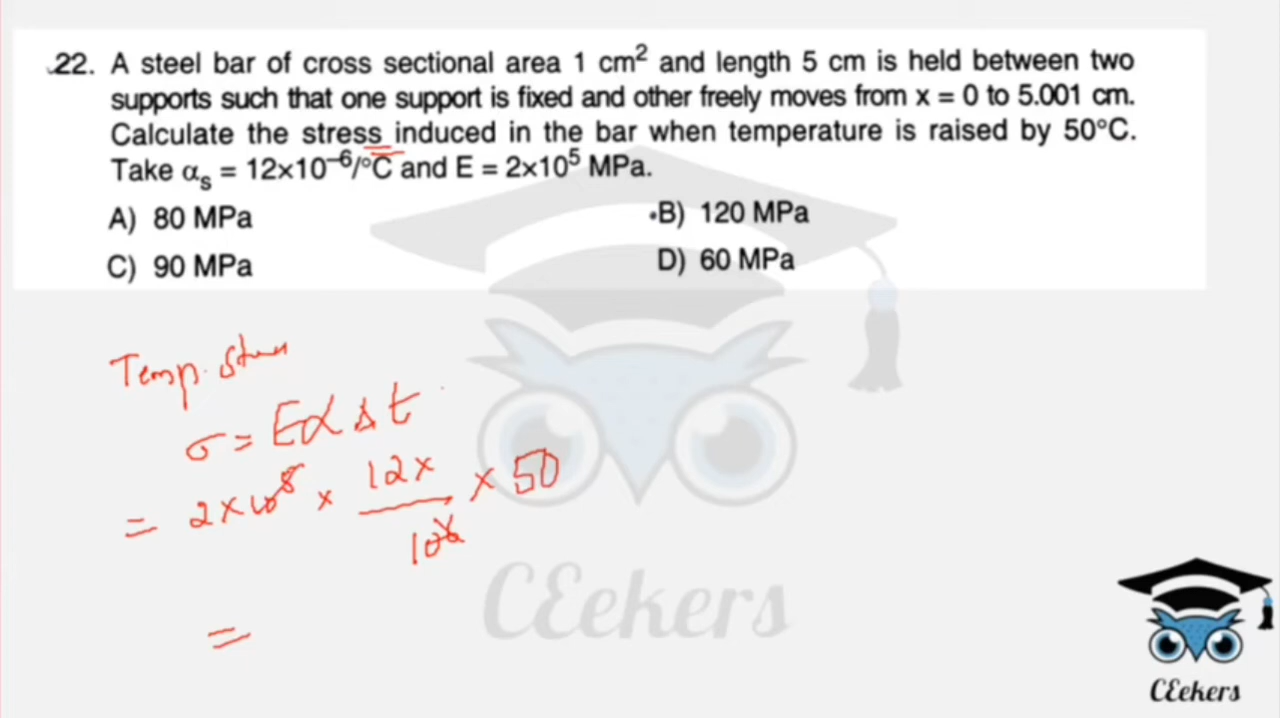 22. A steel bar of cross sectional area 1 cm² and length 5 cm is held between two
supports such that one support is fixed and other freely moves from x = 0 to 5.001 cm.
Calculate the stress induced in the bar when temperature is raised by 50°C.
Take αₛ = 12×10⁻⁶/°C and E = 2×10⁵ MPa.
A) 80 MPa
B) 120 MPa
C) 90 MPa
D) 60 MPa
Temp. Stress
σ = EαΔt
= 2×10⁵ × 12×/10⁶ × 50
=
CEekers
CEekers